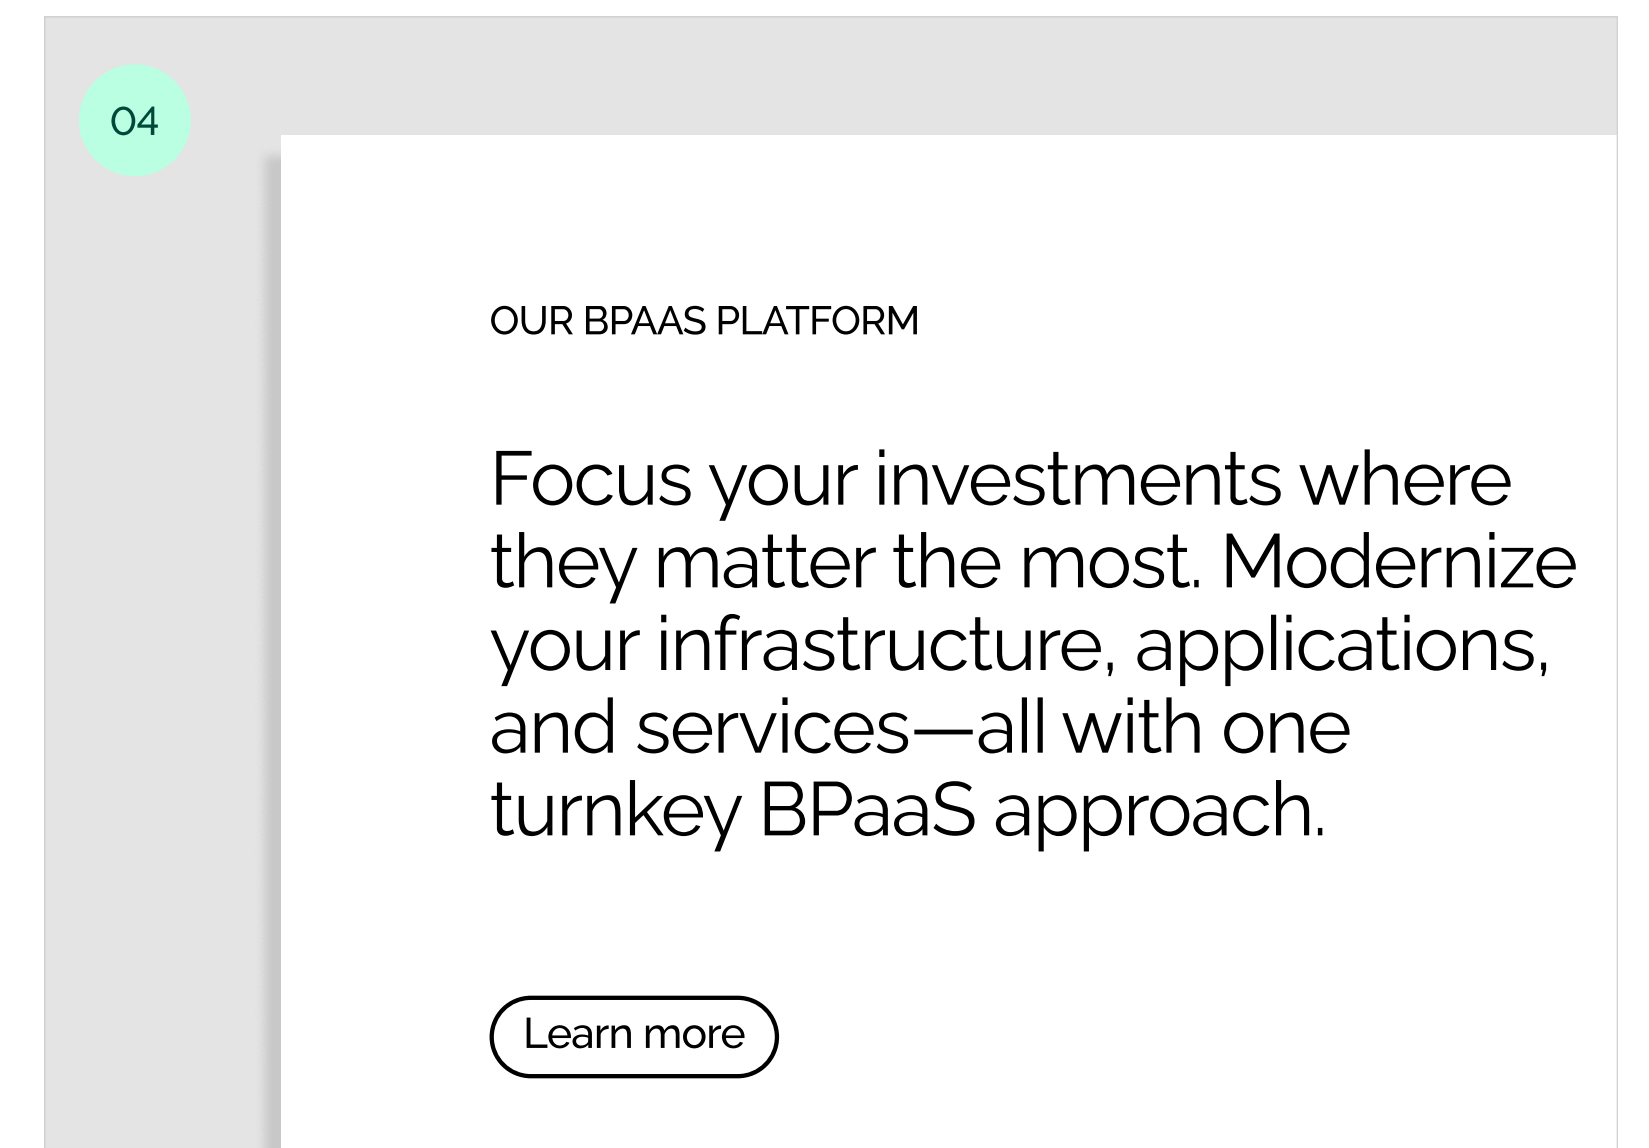 04
OUR BPAAS PLATFORM
Focus your investments where
they matter the most. Modernize
your infrastructure, applications,
and services—all with one
turnkey BPaaS approach.
Learn more